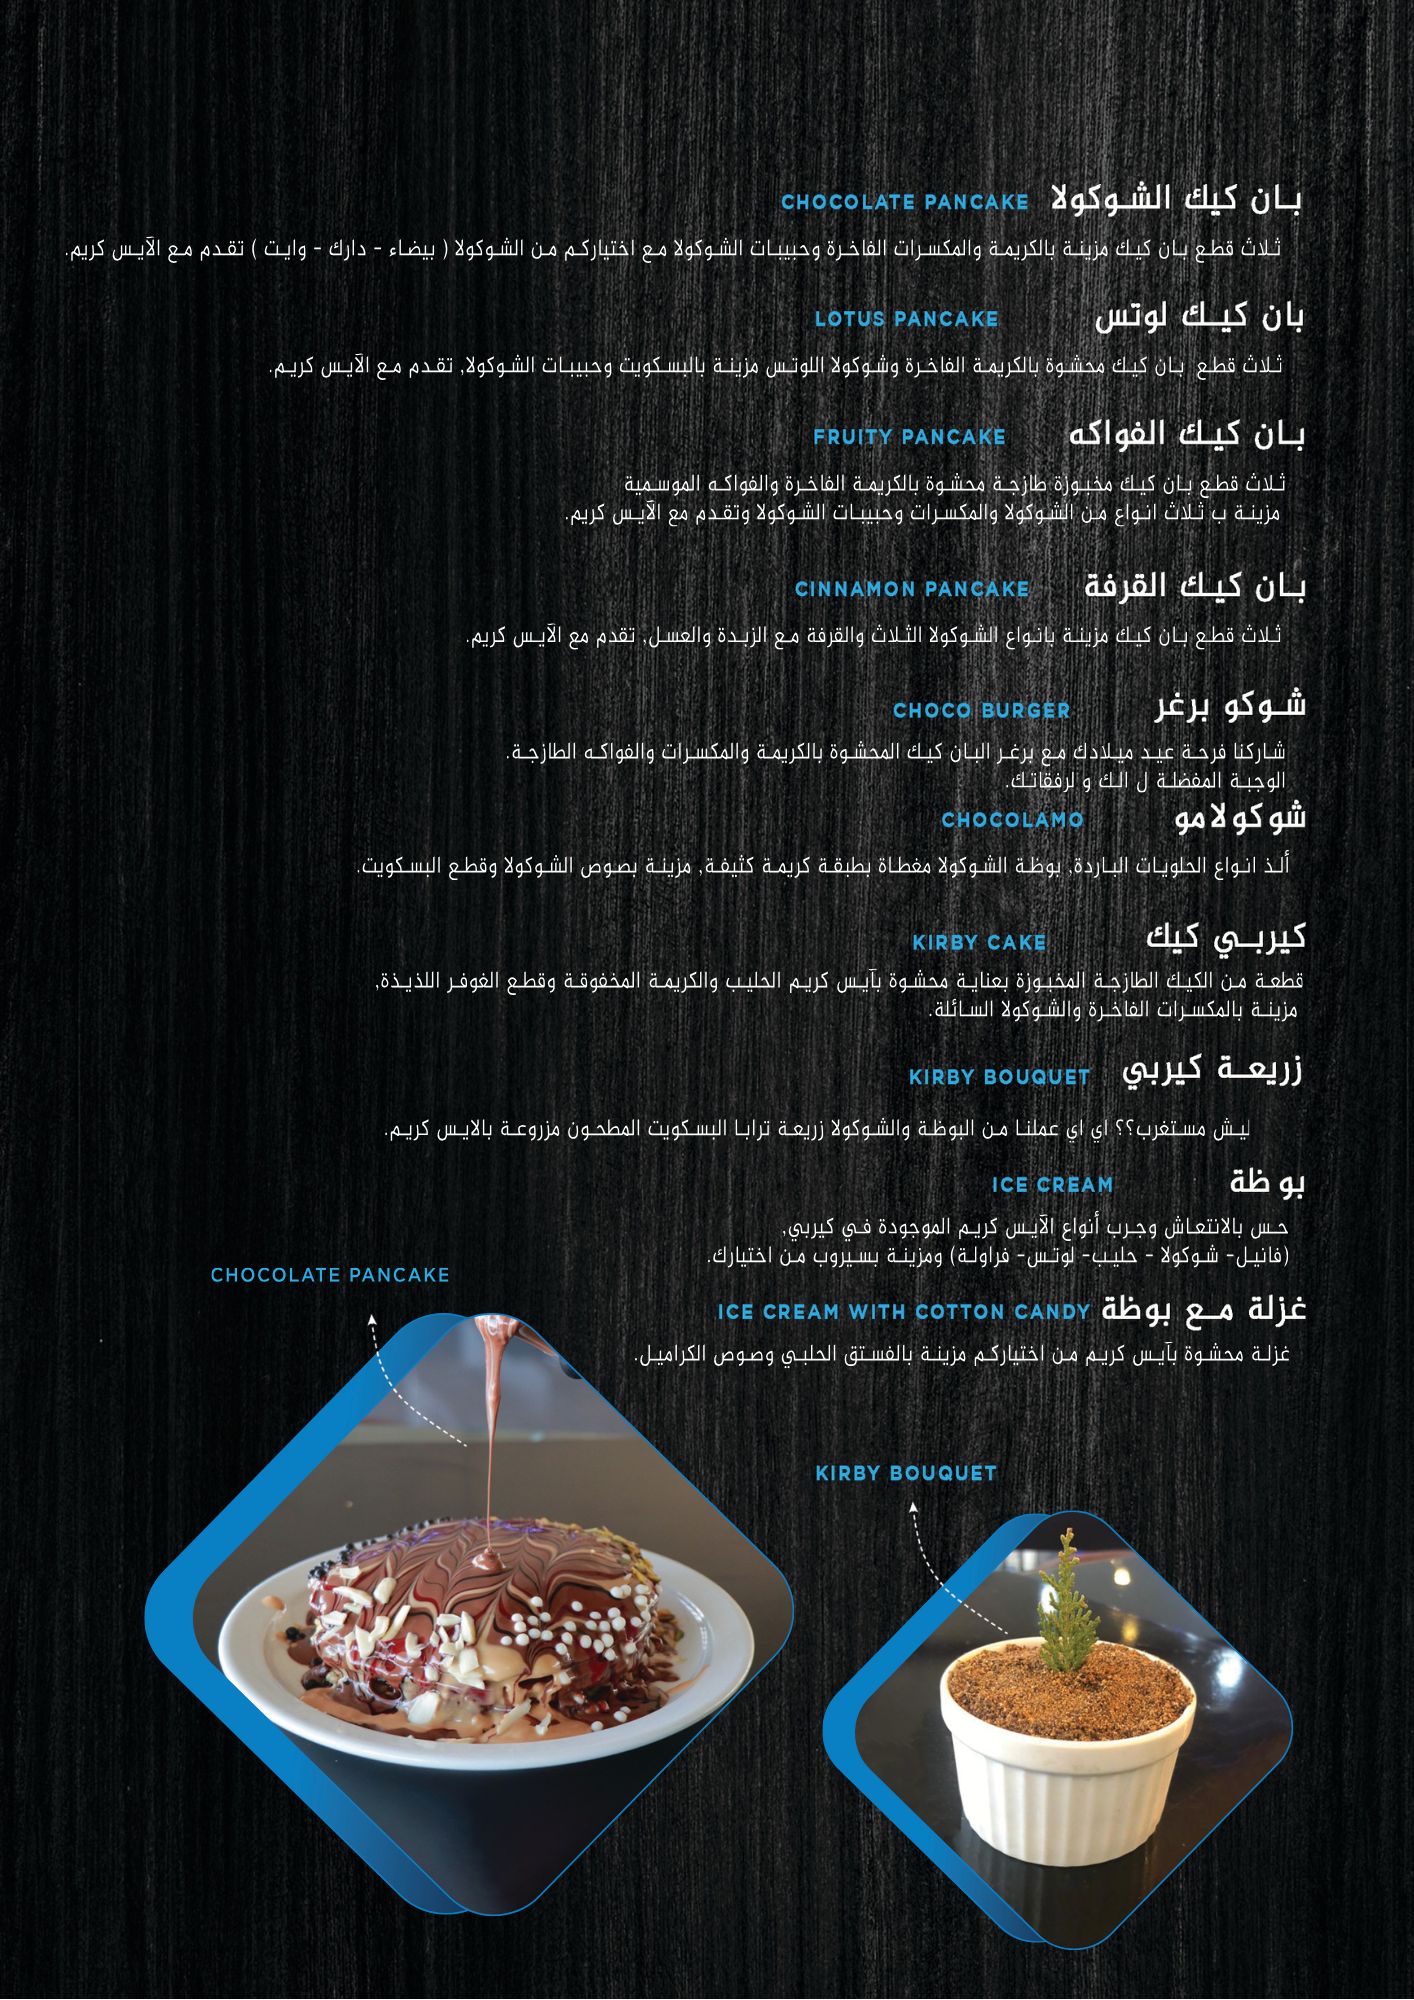 بان كيك الشوكولا CHOCOLATE PANCAKE
ثلاث قطع بان كيك مزينة بالكريمة والمكسرات الفاخرة وحبيبات الشوكولا مع اختياركم من الشوكولا ( بيضاء - دارك - وايت ) تقدم مع الآيس كريم.
بان كيك لوتس LOTUS PANCAKE
ثلاث قطع بان كيك محشوة بالكريمة الفاخرة وشوكولا اللوتس مزينة بالبسكويت وحبيبات الشوكولا, تقدم مع الآيس كريم.
بان كيك الفواكه FRUITY PANCAKE
ثلاث قطع بان كيك مخبوزة طازجة محشوة بالكريمة الفاخرة والفواكه الموسمية
مزينة ب ثلاث انواع من الشوكولا والمكسرات وحبيبات الشوكولا وتقدم مع الآيس كريم.
بان كيك القرفة CINNAMON PANCAKE
ثلاث قطع بان كيك مزينة بانواع الشوكولا الثلاث والقرفة مع الزبدة والعسل, تقدم مع الآيس كريم.
شوكو برغر CHOCO BURGER
شاركنا فرحة عيد ميلادك مع برغر البان كيك المحشوة بالكريمة والمكسرات والفواكه الطازجة.
الوجبة المفضلة ل الك و لرفقاتك.
شوكولامو CHOCOLAMO
ألذ انواع الحلويات الباردة, بوظة الشوكولا مغطاة بطبقة كريمة كثيفة, مزينة بصوص الشوكولا وقطع البسكويت.
كيربي كيك KIRBY CAKE
قطعة من الكيك الطازجة المخبوزة بعناية محشوة بآيس كريم الحليب والكريمة المخفوقة وقطع الغوفر اللذيذة,
مزينة بالمكسرات الفاخرة والشوكولا السائلة.
زريعة كيربي KIRBY BOUQUET
ليش مستغرب؟؟ اي اي عملنا من البوظة والشوكولا زريعة ترابا البسكويت المطحون مزروعة بالايس كريم.
بوظة ICE CREAM
حس بالانتعاش وجرب أنواع الآيس كريم الموجودة في كيربي,
(فانيل- شوكولا - حليب- لوتس- فراولة) ومزينة بسيروب من اختيارك.
غزلة مع بوظة ICE CREAM WITH COTTON CANDY
غزلة محشوة بآيس كريم من اختياركم مزينة بالفستق الحلبي وصوص الكراميل.
CHOCOLATE PANCAKE
KIRBY BOUQUET